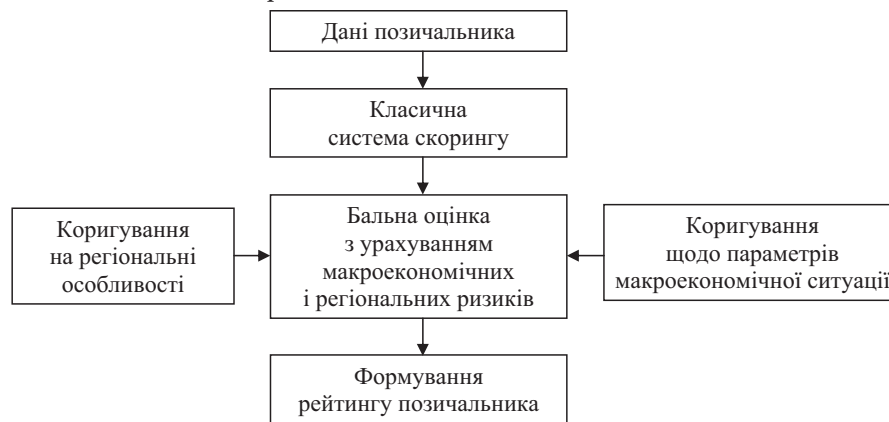 Дані позичальника
Класична
система скорингу
Коригування
на регіональні
особливості
Бальна оцінка
з урахуванням
макроекономічних
і регіональних ризиків
Коригування
щодо параметрів
макроекономічної ситуації
Формування
рейтингу позичальника